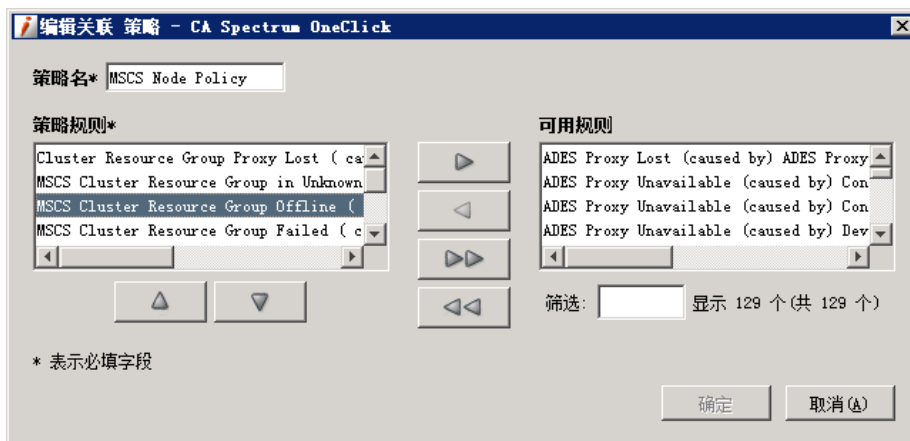 编辑关联 策略 - CA Spectrum OneClick
策略名* MSCS Node Policy
策略规则*
Cluster Resource Group Proxy Lost ( ca
MSCS Cluster Resource Group in Unknown
MSCS Cluster Resource Group Offline (
MSCS Cluster Resource Group Failed ( c
可用规则
ADES Proxy Lost (caused by) ADES Proxy
ADES Proxy Unavailable (caused by) Con
ADES Proxy Unavailable (caused by) Con
ADES Proxy Unavailable (caused by) Dev
筛选: 显示 129 个(共 129 个)
* 表示必填字段
确定 取消(A)